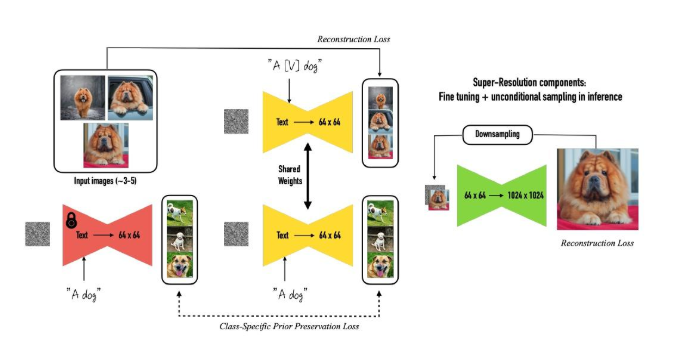 Reconstruction Loss
"A [V] dog"
Text → 64 x 64
Input images (~3-5)
Shared
Weights
Text → 64 x 64
"A dog"
Text → 64 x 64
"A dog"
Class-Specific Prior Preservation Loss
Super-Resolution components:
Fine tuning + unconditional sampling in inference
Downsampling
64 x 64 → 1024 x 1024
Reconstruction Loss